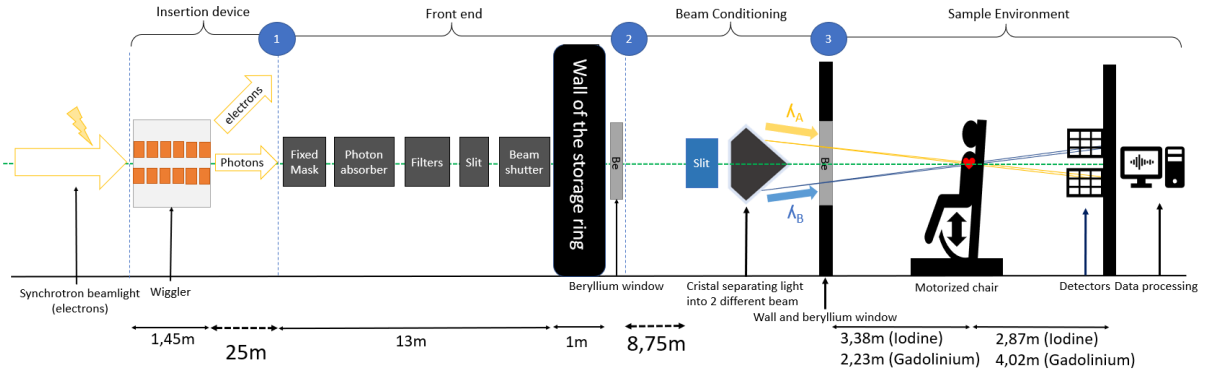 Insertion device
Front end
Beam Conditioning
Sample Environment
1
2
3
electrons
Photons
Fixed
Mask
Photon
absorber
Filters
Slit
Beam
shutter
Wall of the storage ring
Be
Slit
λA
λB
Be
Synchrotron beamlight
(electrons)
Wiggler
Beryllium window
Cristal separating light
into 2 different beam
Wall and beryllium window
Motorized chair
Detectors
Data processing
1,45m
25m
13m
1m
8,75m
3,38m (Iodine)
2,23m (Gadolinium)
2,87m (Iodine)
4,02m (Gadolinium)